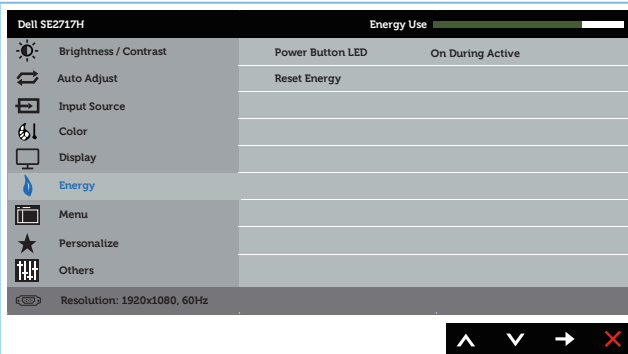 Dell SE2717H Energy Use
Brightness / Contrast Power Button LED On During Active
Auto Adjust Reset Energy
Input Source
Color
Display
Energy
Menu
Personalize
Others
Resolution: 1920x1080, 60Hz